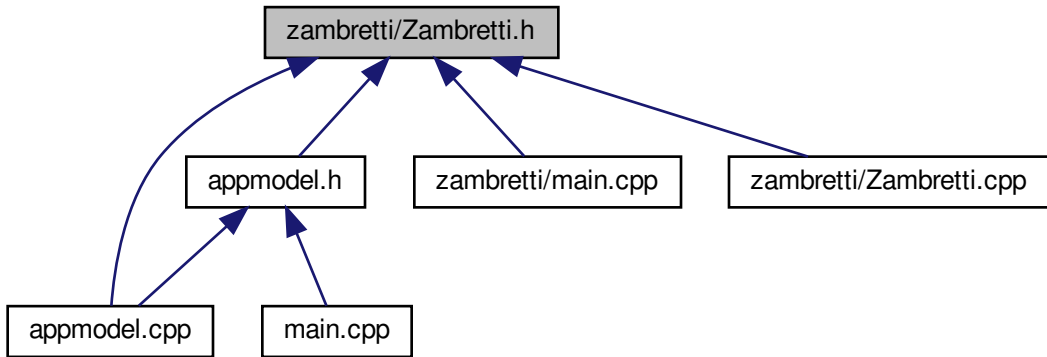 zambretti/Zambretti.h
appmodel.h
zambretti/main.cpp
zambretti/Zambretti.cpp
appmodel.cpp
main.cpp